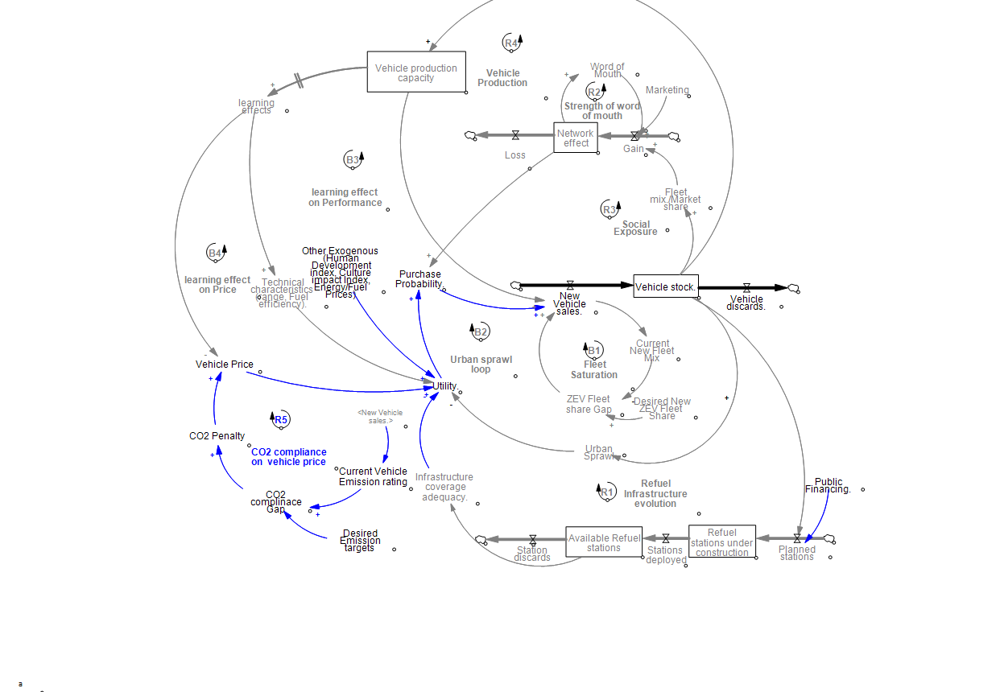 R4
Vehicle production
capacity
Vehicle
Production
Word of
Mouth
R2
Marketing
Strength of word
of mouth
learning
effects
Network
effect
Loss
Gain
B3
learning effect
on Performance
Fleet
mix./Market
share
R3
Social
Exposure
B4
learning effect
on Price
Other Exogenous
(Human
Development
index, Culture
impact Index,
Energy/Fuel
Prices)
Technical
characteristics
(range, Fuel
efficiency).
Purchase
Probability.
Vehicle stock.
New
Vehicle
sales.
Vehicle
discards.
B2
Urban sprawl
loop
B1
Fleet
Saturation
Current
New Fleet
Mix
Vehicle Price
Utility.
ZEV Fleet
share Gap
Desired New
ZEV Fleet
Share
<New Vehicle
sales.>
R5
CO2 Penalty
CO2 compliance
on vehicle price
Urban
Sprawl
Current Vehicle
Emission rating
Infrastructure
coverage
adequacy.
R1
Refuel
Infrastructure
evolution
Public
Financing.
CO2
complinace
Gap
Desired
Emission
targets
Available Refuel
stations
Refuel
stations under
construction
Station
discards
Stations
deployed
Planned
stations
a